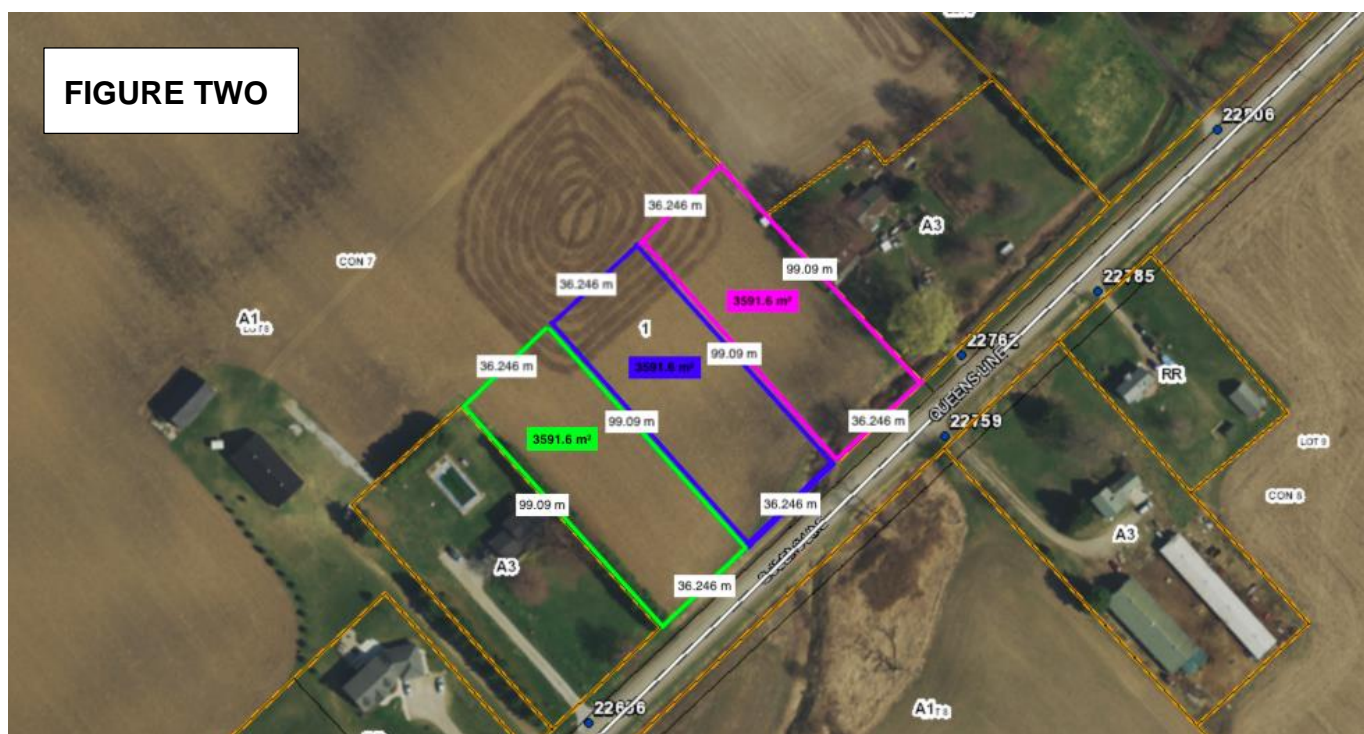 FIGURE TWO
22506
36.246 m
A3
CON 7
99.09 m
22785
36.246 m
3591.6 m²
A1
1
99.09 m
22762
QUEENS LINE
36.246 m
3591.6 m²
RR
99.09 m
36.246 m
22759
3591.6 m²
LOT 9
CON 6
99.09 m
36.246 m
A3
A3
36.246 m
22696
A1